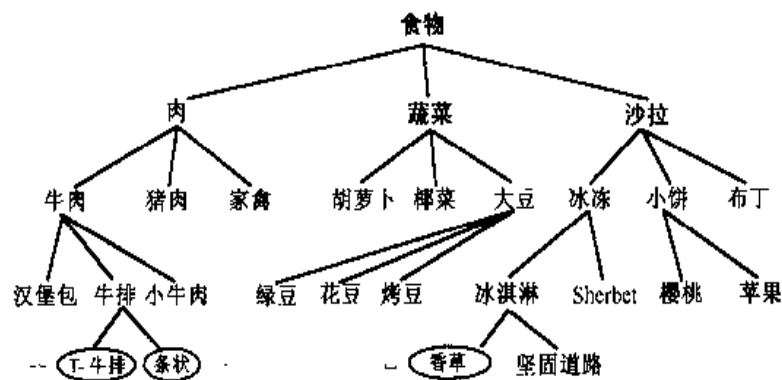 食物
肉 蔬菜 沙拉
牛肉 猪肉 家禽 胡萝卜 椰菜 大豆 冰冻 小饼 布丁
汉堡包 牛排 小牛肉 绿豆 花豆 烤豆 冰淇淋 Sherbet 樱桃 苹果
T-牛排 条状 香草 坚固道路